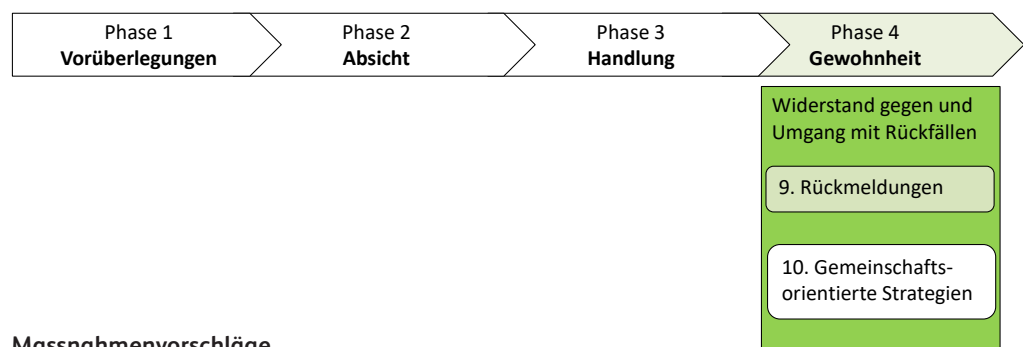 Phase 1
Vorüberlegungen
Phase 2
Absicht
Phase 3
Handlung
Phase 4
Gewohnheit
Widerstand gegen und
Umgang mit Rückfällen
9. Rückmeldungen
10. Gemeinschafts-
orientierte Strategien
Massnahmenvorschläge